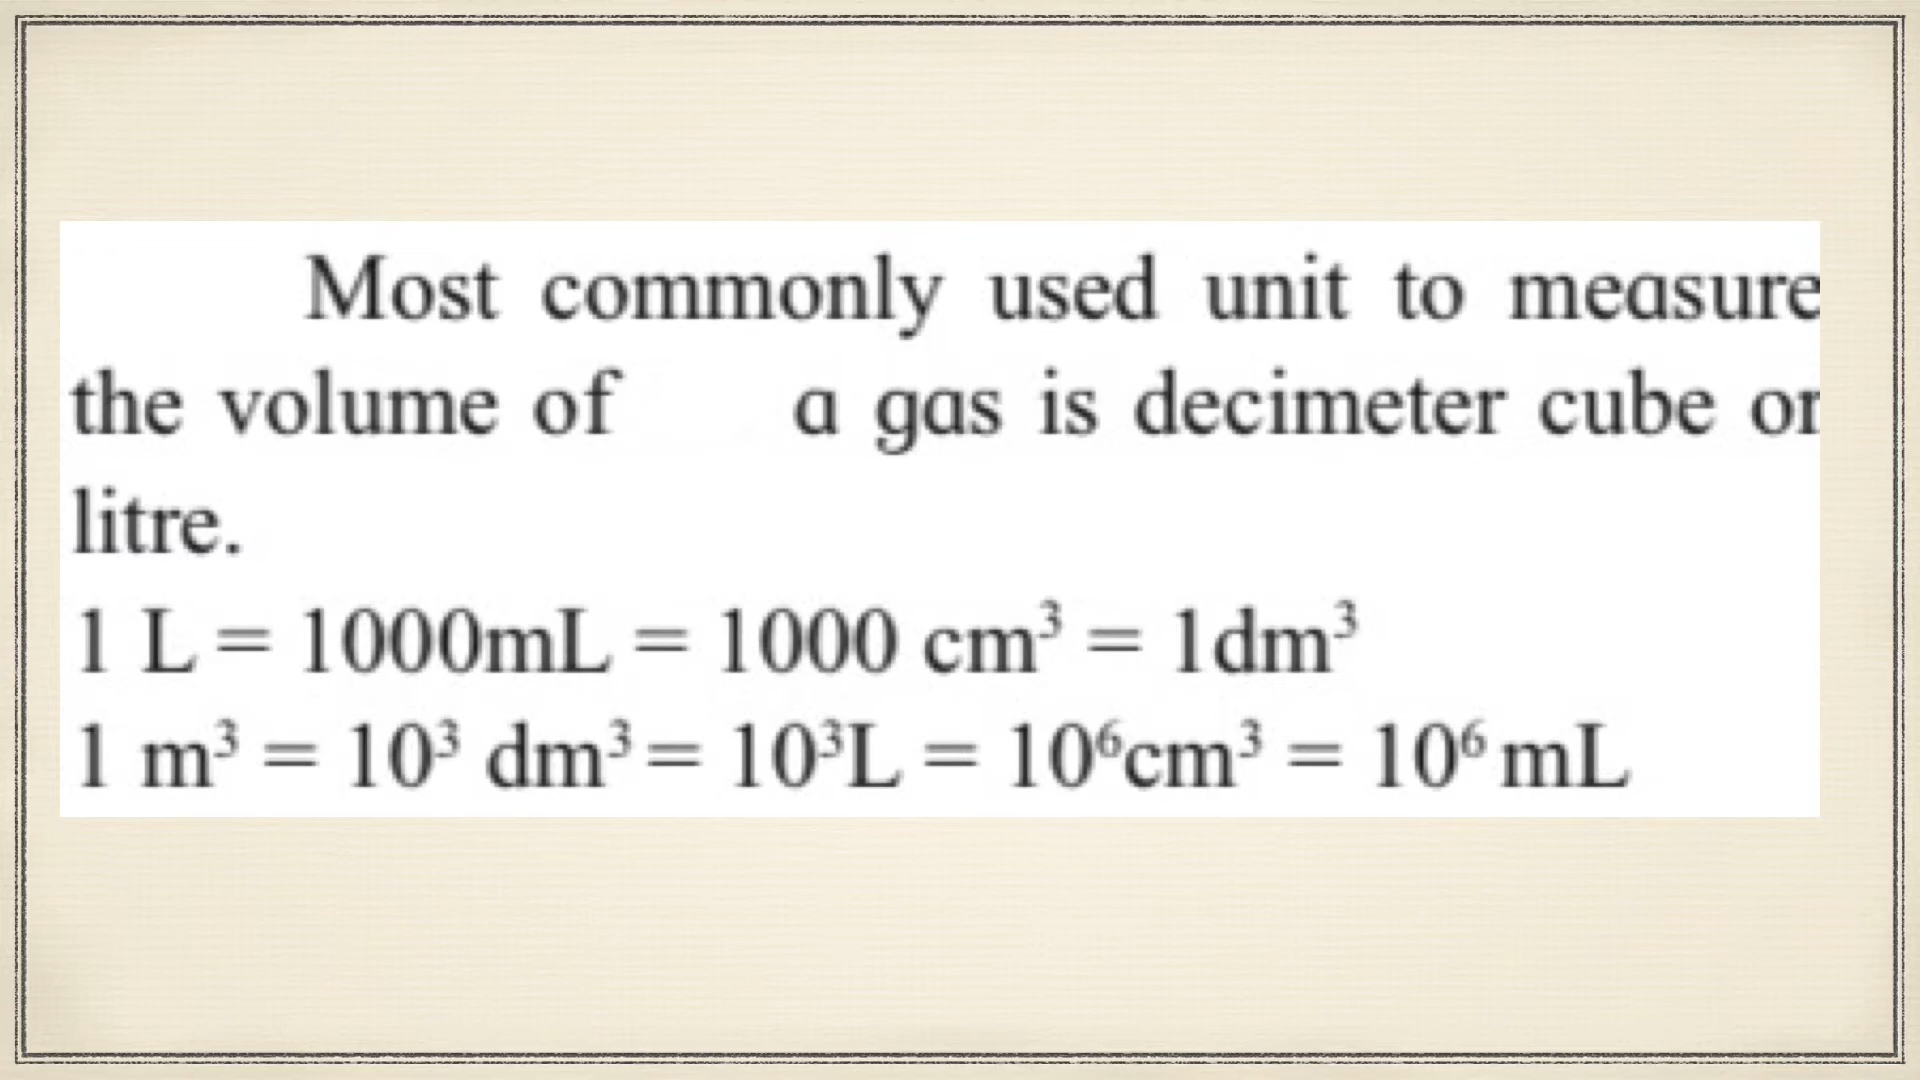 Most commonly used unit to measure
the volume of a gas is decimeter cube or
litre.
1 L = 1000mL = 1000 cm³ = 1dm³
1 m³ = 10³ dm³ = 10³L = 10⁶cm³ = 10⁶ mL